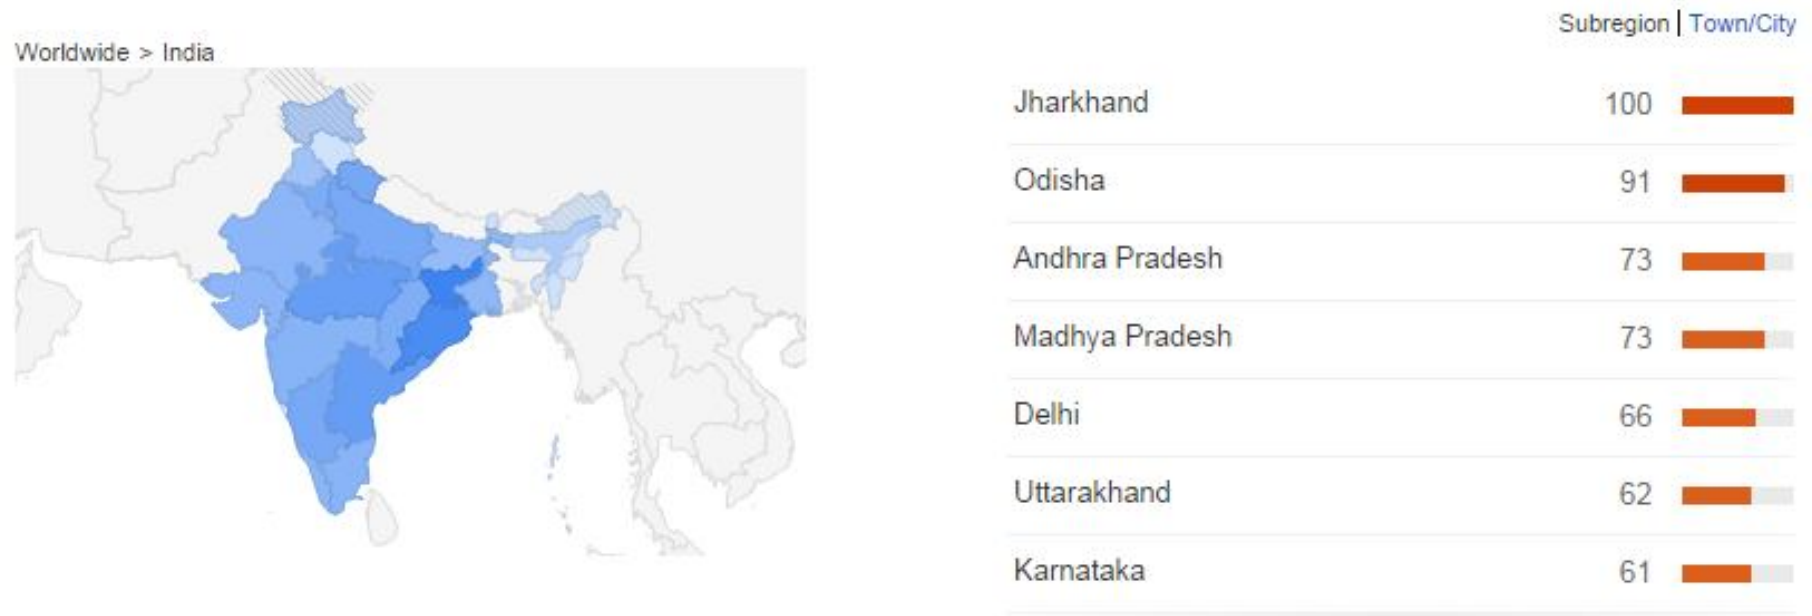 Subregion | Town/City
Worldwide > India
Jharkhand 100
Odisha 91
Andhra Pradesh 73
Madhya Pradesh 73
Delhi 66
Uttarakhand 62
Karnataka 61